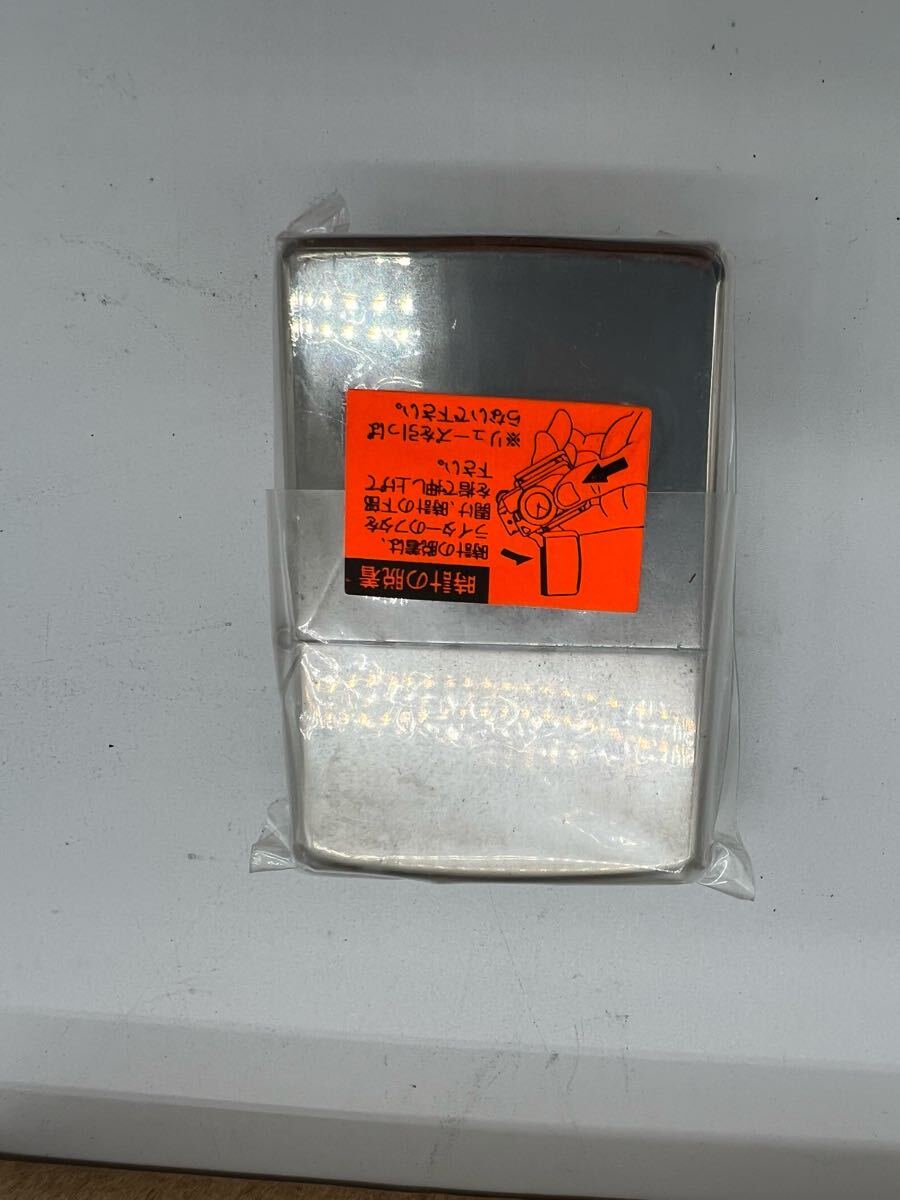 時計の脱着
時計の脱着は、
ライターのフタを
開け、時計の下部
を指で押し上げて
下さい。
※リューズを引っぱ
らないで下さい。